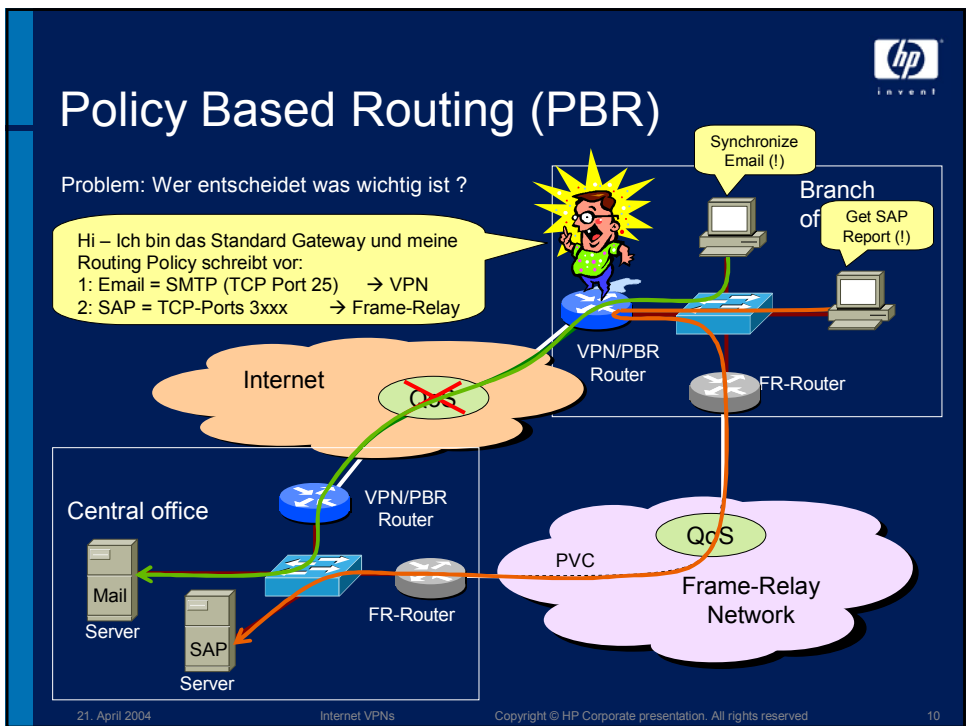 hp
invent
Policy Based Routing (PBR)
Problem: Wer entscheidet was wichtig ist ?
Synchronize
Email (!)
Branch
of
Get SAP
Report (!)
Hi – Ich bin das Standard Gateway und meine
Routing Policy schreibt vor:
1: Email = SMTP (TCP Port 25) → VPN
2: SAP = TCP-Ports 3xxx → Frame-Relay
VPN/PBR
Router
FR-Router
Internet
QoS
Central office
VPN/PBR
Router
Mail
Server
SAP
Server
FR-Router
PVC
QoS
Frame-Relay
Network
21. April 2004
Internet VPNs
Copyright © HP Corporate presentation. All rights reserved
10